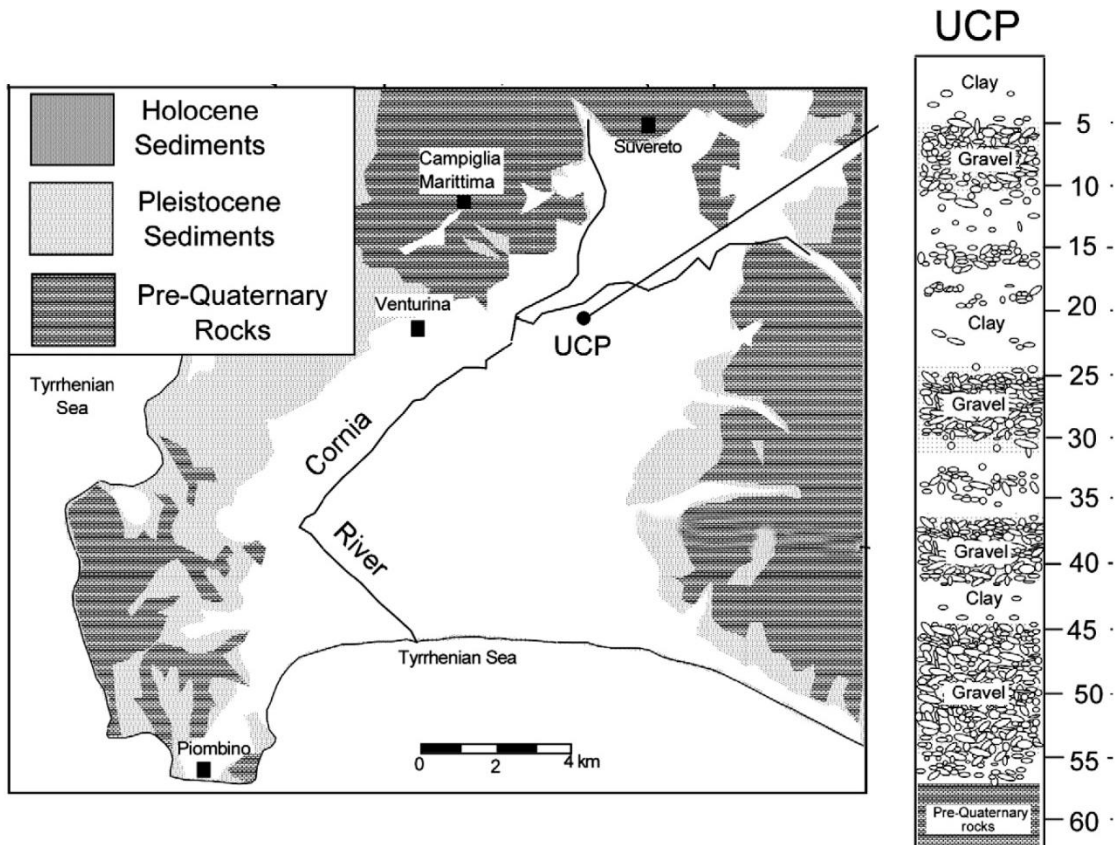 Holocene
Sediments
Pleistocene
Sediments
Pre-Quaternary
Rocks
Campiglia
Marittima
Suvereto
Venturina
UCP
Tyrrhenian
Sea
Cornia
River
Tyrrhenian Sea
Piombino
0 2 4 km
UCP
Clay
5
Gravel
10
15
20
Clay
25
Gravel
30
35
Gravel
40
Clay
45
Gravel
50
55
Pre-Quaternary
rocks
60